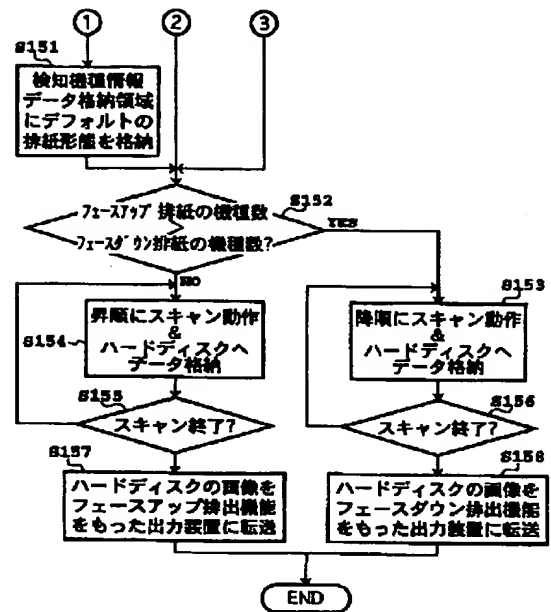 ① ② ③
S151
検知機種情報
データ格納領域
にデフォルトの
排紙形態を格納
S152
フェースアップ排紙の機種数
>
フェースダウン排紙の機種数?
YES
NO
S153
降順にスキャン動作
&
ハードディスクへ
データ格納
S154
昇順にスキャン動作
&
ハードディスクへ
データ格納
S155
スキャン終了?
S156
スキャン終了?
S157
ハードディスクの画像を
フェースアップ排出機能
をもった出力装置に転送
S158
ハードディスクの画像を
フェースダウン排出機能
をもった出力装置に転送
END